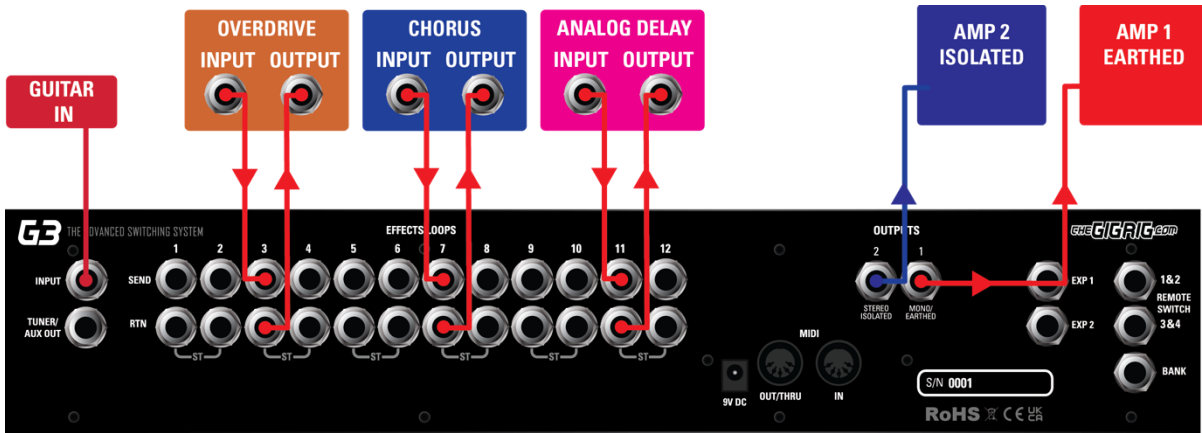 OVERDRIVE
INPUT OUTPUT
CHORUS
INPUT OUTPUT
ANALOG DELAY
INPUT OUTPUT
AMP 2
ISOLATED
AMP 1
EARTHED
GUITAR
IN
G3 THE ADVANCED SWITCHING SYSTEM
EFFECTS LOOPS
OUTPUTS
THEGIGRIG.COM
1 2 3 4 5 6 7 8 9 10 11 12
2 1
INPUT
SEND
EXP 1
1&2
REMOTE
SWITCH
3&4
STEREO
ISOLATED
MONO/
EARTHED
TUNER/
AUX OUT
RTN
EXP 2
MIDI
ST ST ST ST ST ST
BANK
9V DC
OUT/THRU
IN
S/N 0001
RoHS CE UKCA